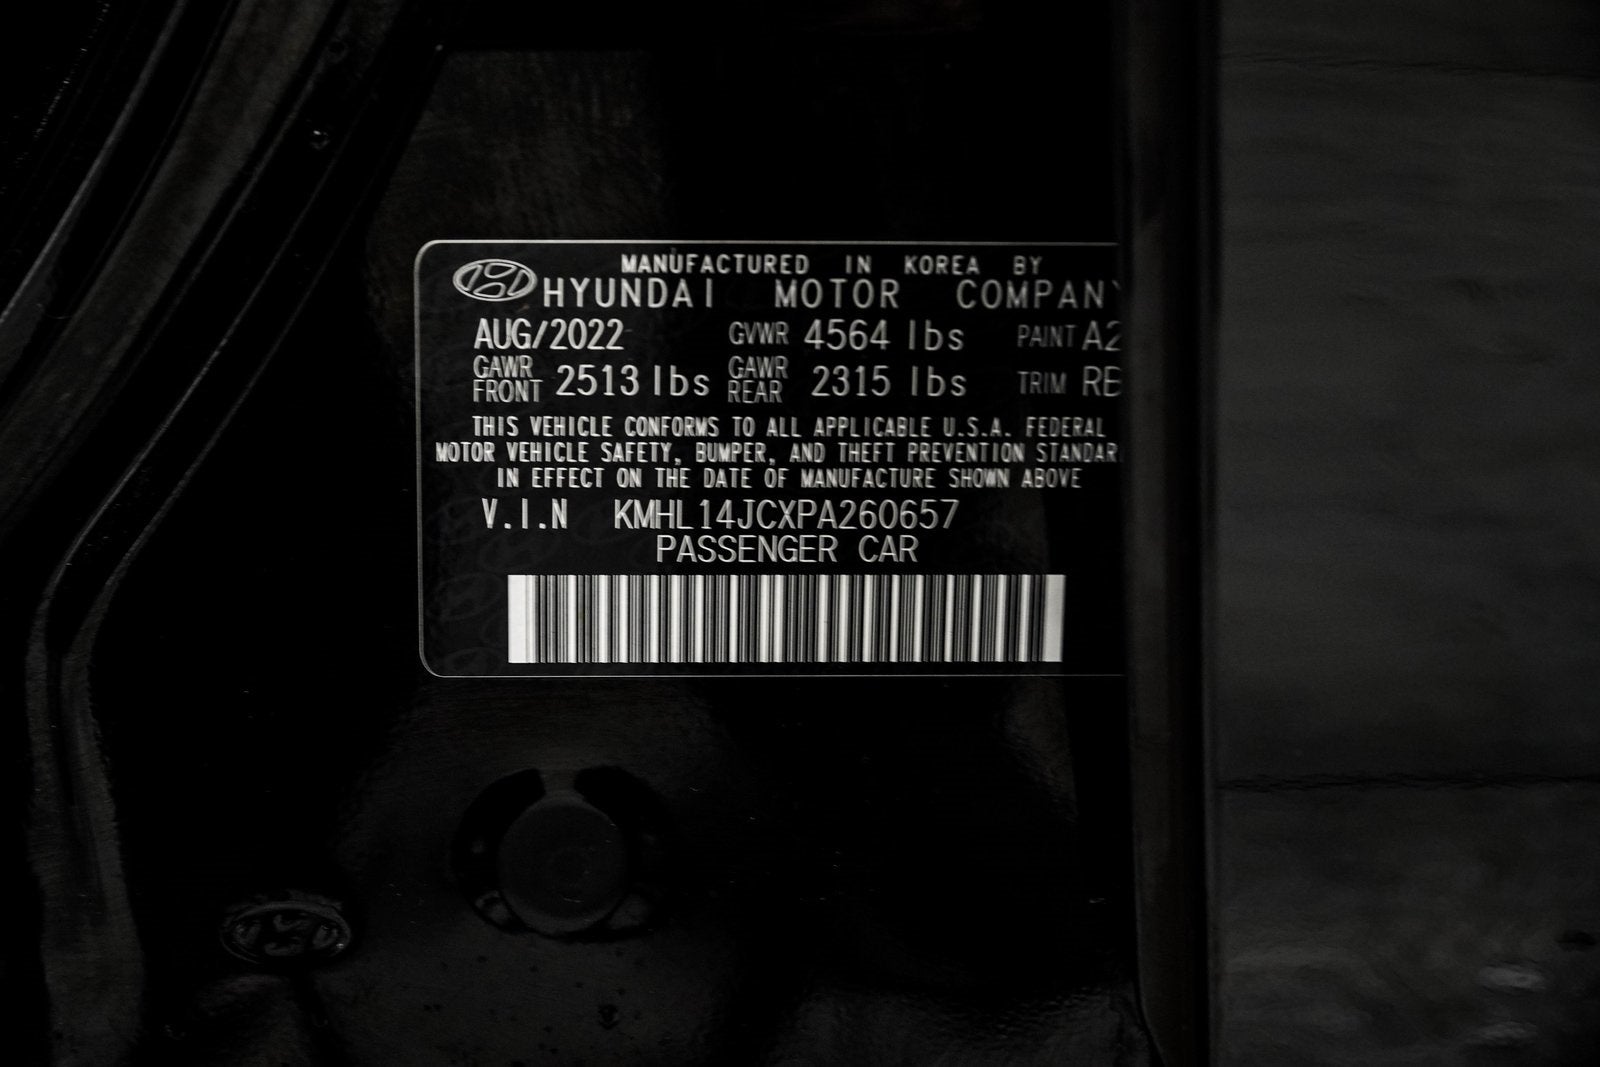 MANUFACTURED IN KOREA BY
HYUNDAI MOTOR COMPANY
AUG/2022 GVWR 4564 lbs PAINT A2
GAWR FRONT 2513 lbs GAWR REAR 2315 lbs TRIM
THIS VEHICLE CONFORMS TO ALL APPLICABLE U.S.A. FEDERAL
MOTOR VEHICLE SAFETY, BUMPER, AND THEFT PREVENTION STANDAR
IN EFFECT ON THE DATE OF MANUFACTURE SHOWN ABOVE
V.I.N KMHL14JCXPA260657
PASSENGER CAR